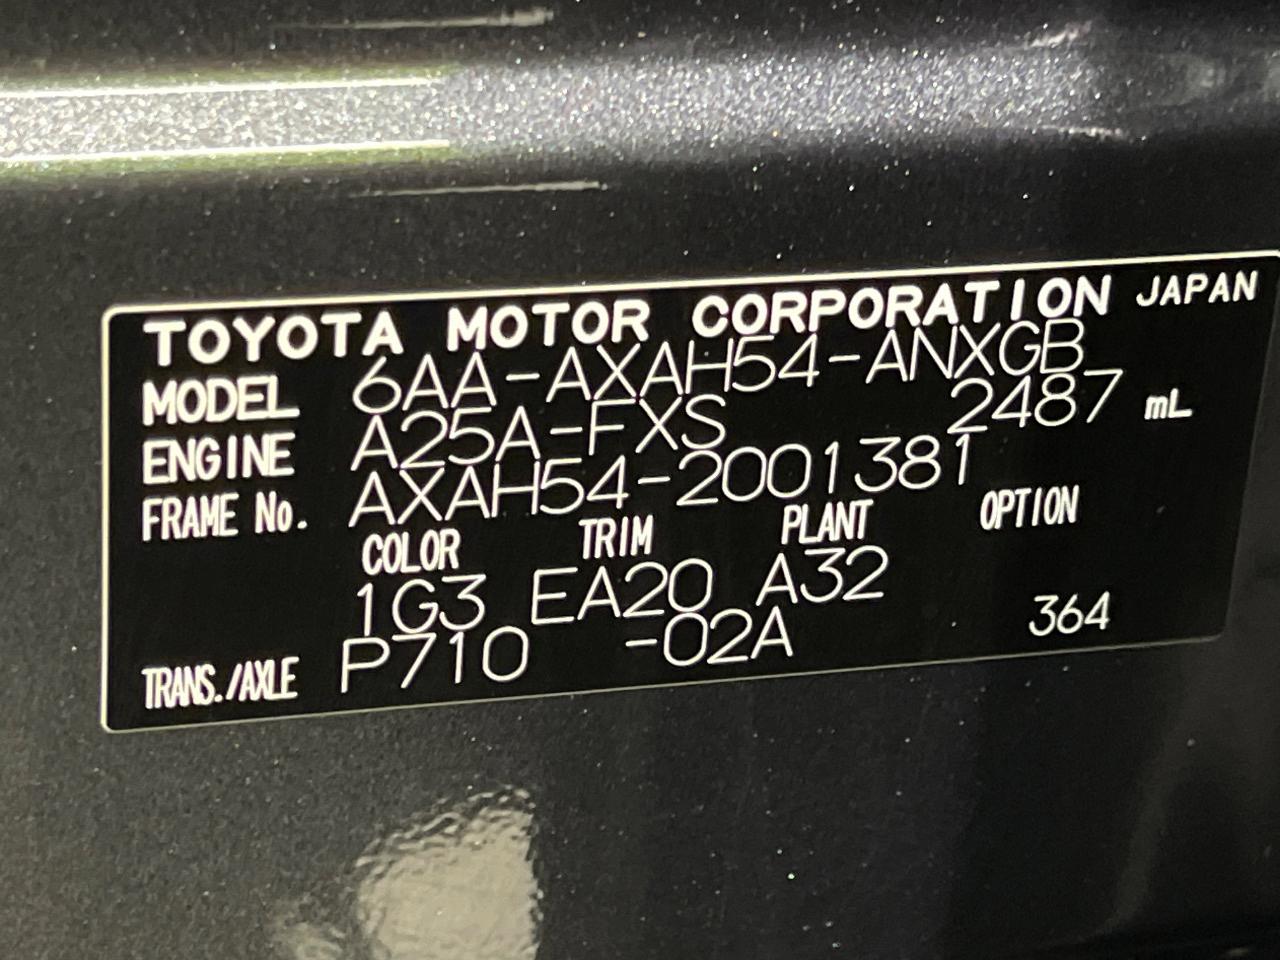 TOYOTA MOTOR CORPORATION JAPAN
MODEL 6AA-AXAH54-ANXGB
ENGINE A25A-FXS 2487 mL
FRAME No. AXAH54-2001381
COLOR TRIM PLANT OPTION
1G3 EA20 A32
TRANS./AXLE P710 -02A 364